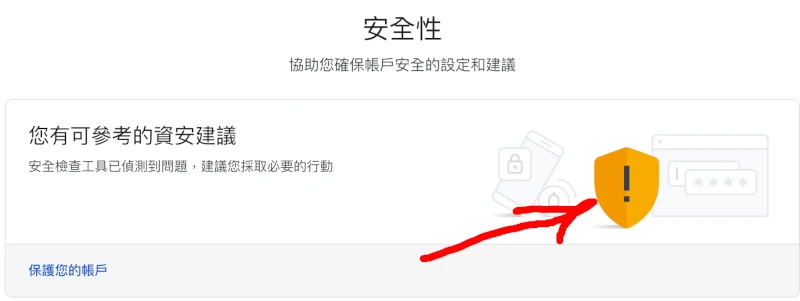 安全性
協助您確保帳戶安全的設定和建議
您有可參考的資安建議
安全檢查工具已偵測到問題，建議您採取必要的行動
****
保護您的帳戶